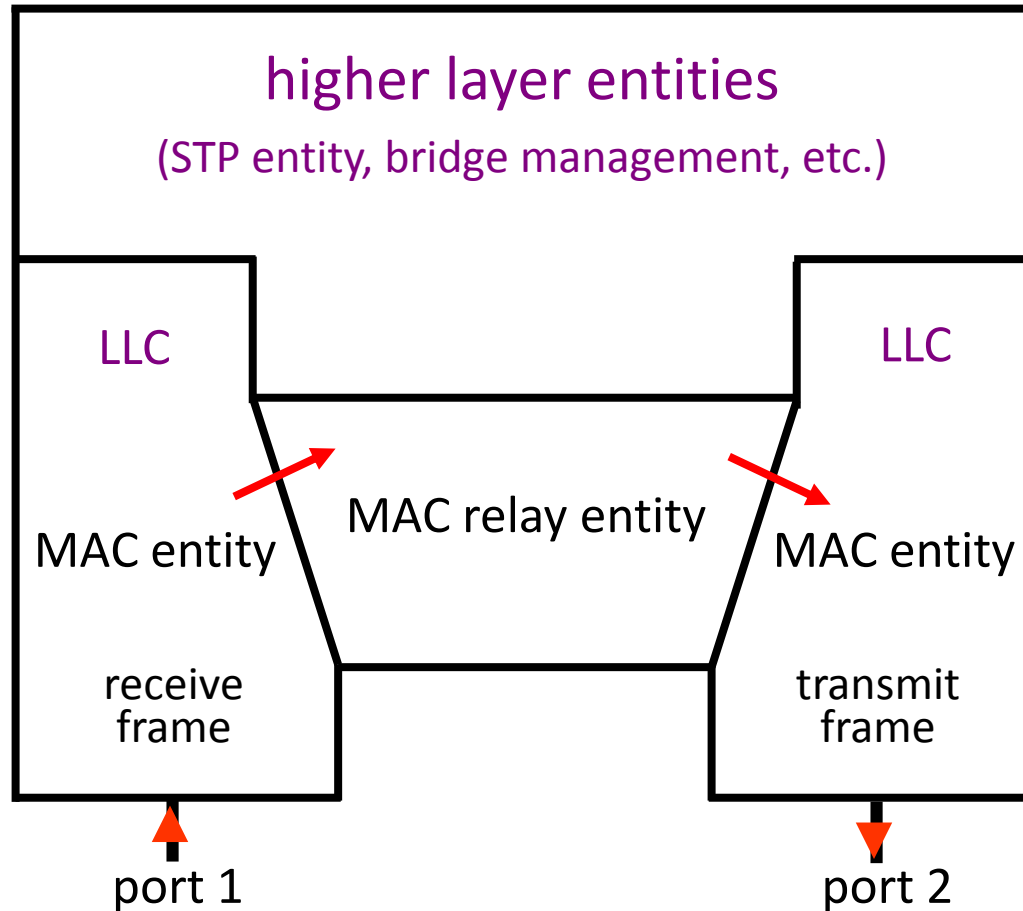 higher layer entities
(STP entity, bridge management, etc.)
LLC
LLC
MAC relay entity
MAC entity
MAC entity
receive
frame
transmit
frame
port 1
port 2